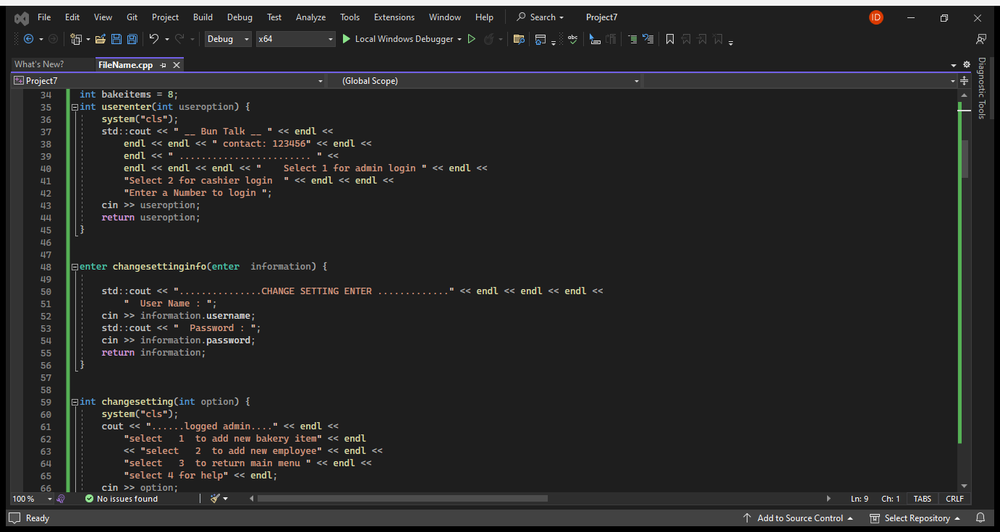 File Edit View Git Project Build Debug Test Analyze Tools Extensions Window Help Search Project7 ID
Debug x64 Local Windows Debugger abc
What's New? FileName.cpp
Project7 (Global Scope)
Diagnostic Tools
34 int bakeitems = 8;
35 int userenter(int useroption) {
36 system("cls");
37 std::cout << " __ Bun Talk __ " << endl <<
38 endl << endl << " contact: 123456" << endl <<
39 endl << " ........................ " <<
40 endl << endl << endl << "    Select 1 for admin login " << endl <<
41 "Select 2 for cashier login  " << endl << endl <<
42 "Enter a Number to login ";
43 cin >> useroption;
44 return useroption;
45 }
46
47
48 enter changesettinginfo(enter  information) {
49
50 std::cout << "...............CHANGE SETTING ENTER ............." << endl << endl << endl <<
51 "  User Name : ";
52 cin >> information.username;
53 std::cout << "  Password : ";
54 cin >> information.password;
55 return information;
56 }
57
58
59 int changesetting(int option) {
60 system("cls");
61 cout << "......logged admin...." << endl <<
62 "select   1  to add new bakery item" << endl
63 << "select   2  to add new employee" << endl <<
64 "select   3  to return main menu " << endl <<
65 "select 4 for help" << endl;
66 cin >> option;
100 % No issues found Ln: 9 Ch: 1 TABS CRLF
Ready Add to Source Control Select Repository